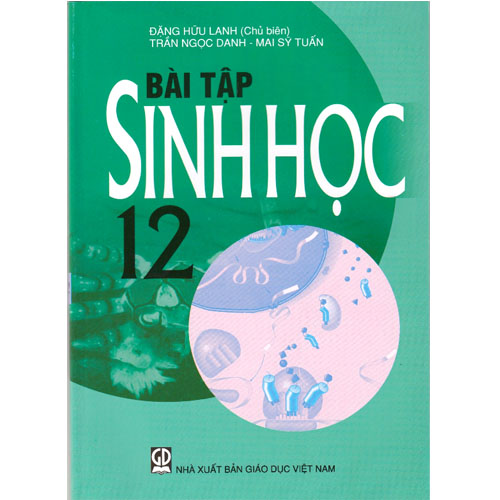 ĐẶNG HỮU LANH (Chủ biên)
TRẦN NGỌC DANH - MAI SỸ TUẤN
BÀI TẬP
SINH HỌC
12
GD
NHÀ XUẤT BẢN GIÁO DỤC VIỆT NAM